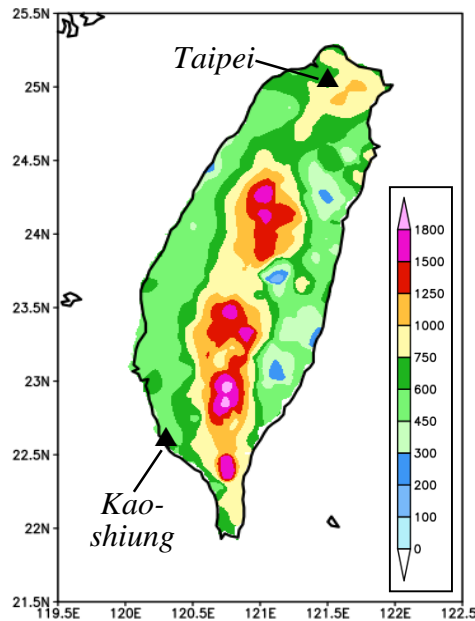 25.5N
Taipei
25N
24.5N
24N
23.5N
23N
22.5N
22N
21.5N
Kao-
shiung
1800
1500
1250
1000
750
600
450
300
200
100
0
119.5E 120E 120.5E 121E 121.5E 122E 122.5E